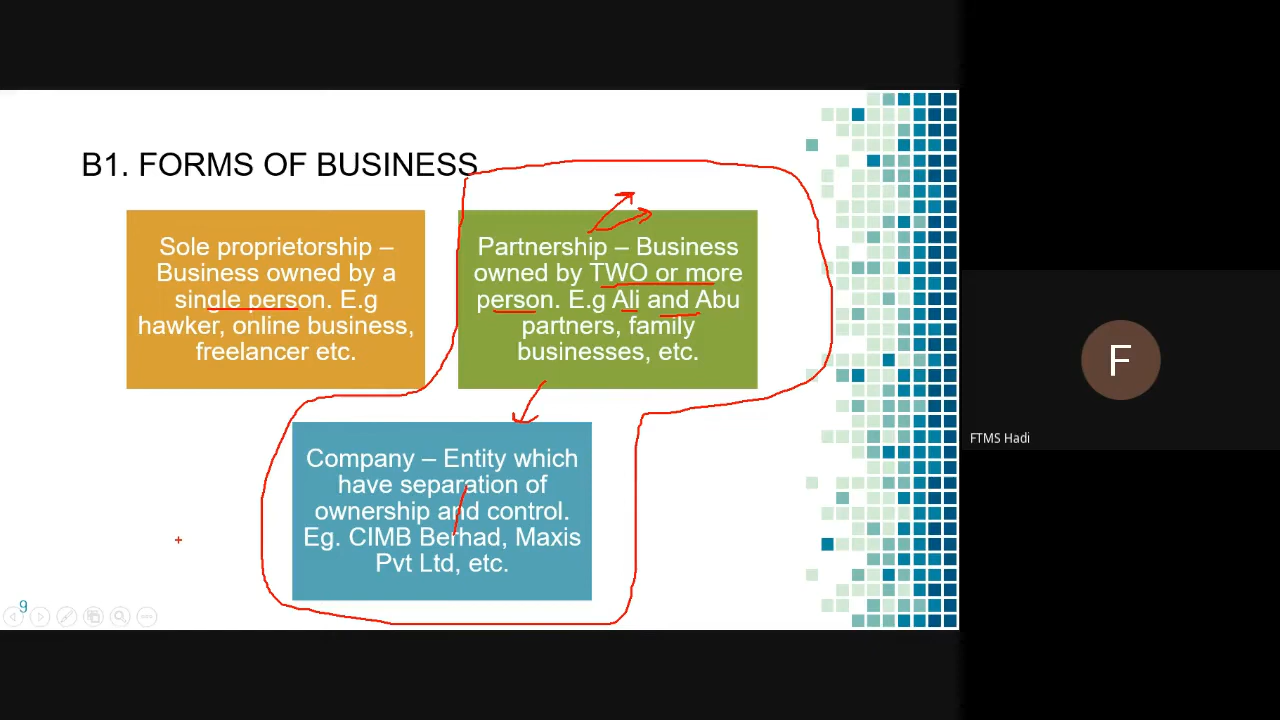 B1. FORMS OF BUSINESS
Sole proprietorship –
Business owned by a
single person. E.g
hawker, online business,
freelancer etc.
Partnership – Business
owned by TWO or more
person. E.g Ali and Abu
partners, family
businesses, etc.
Company – Entity which
have separation of
ownership and control.
Eg. CIMB Berhad, Maxis
Pvt Ltd, etc.
9
F
FTMS Hadi